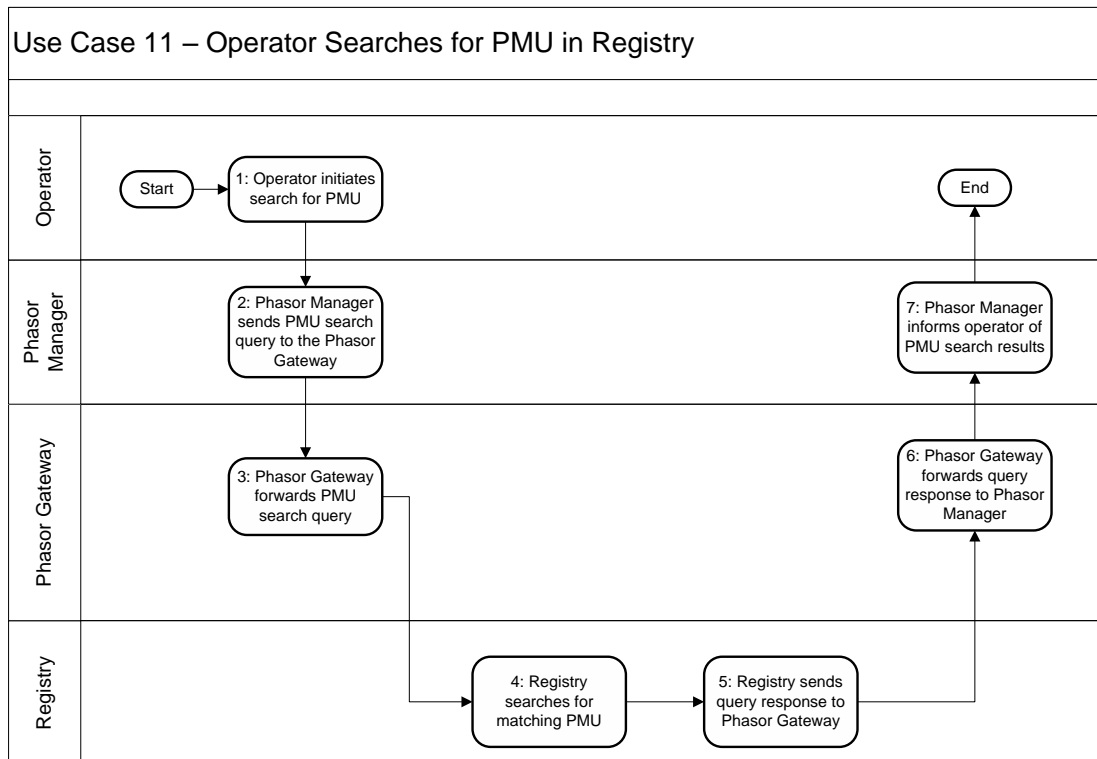 Use Case 11 – Operator Searches for PMU in Registry
Operator
Start
1: Operator initiates
search for PMU
End
Phasor
Manager
2: Phasor Manager
sends PMU search
query to the Phasor
Gateway
7: Phasor Manager
informs operator of
PMU search results
Phasor Gateway
3: Phasor Gateway
forwards PMU
search query
6: Phasor Gateway
forwards query
response to Phasor
Manager
Registry
4: Registry
searches for
matching PMU
5: Registry sends
query response to
Phasor Gateway